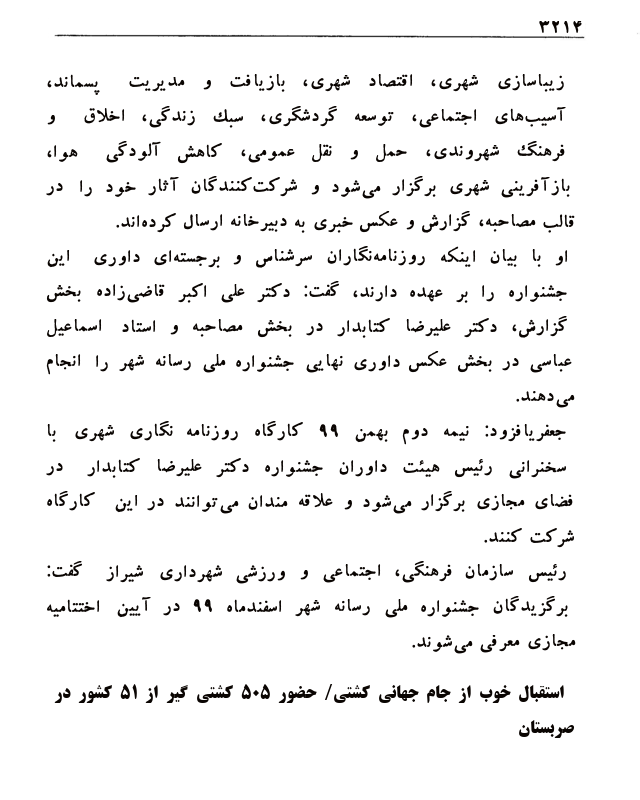 ۳۲۱۴
زیباسازی شهری، اقتصاد شهری، بازیافت و مدیریت پسماند،
آسیب‌های اجتماعی، توسعه گردشگری، سبك زندگی، اخلاق و
فرهنگ شهروندی، حمل و نقل عمومی، کاهش آلودگی هوا،
بازآفرینی شهری برگزار می‌شود و شرکت‌کنندگان آثار خود را در
قالب مصاحبه، گزارش و عکس خبری به دبیرخانه ارسال کرده‌اند.
او با بیان اینکه روزنامه‌نگاران سرشناس و برجسته‌ای داوری این
جشنواره را بر عهده دارند، گفت: دکتر علی اکبر قاضی‌زاده بخش
گزارش، دکتر علیرضا کتابدار در بخش مصاحبه و استاد اسماعیل
عباسی در بخش عکس داوری نهایی جشنواره ملی رسانه شهر را انجام
می‌دهند.
جعفریافزود: نیمه دوم بهمن ۹۹ کارگاه روزنامه نگاری شهری با
سخنرانی رئیس هیئت داوران جشنواره دکتر علیرضا کتابدار در
فضای مجازی برگزار می‌شود و علاقه مندان می‌توانند در این کارگاه
شرکت کنند.
رئیس سازمان فرهنگی، اجتماعی و ورزشی شهرداری شیراز گفت:
برگزیدگان جشنواره ملی رسانه شهر اسفندماه ۹۹ در آیین اختتامیه
مجازی معرفی می‌شوند.
استقبال خوب از جام جهانی کشتی/ حضور ۵۰۵ کشتی گیر از ۵۱ کشور در
صربستان